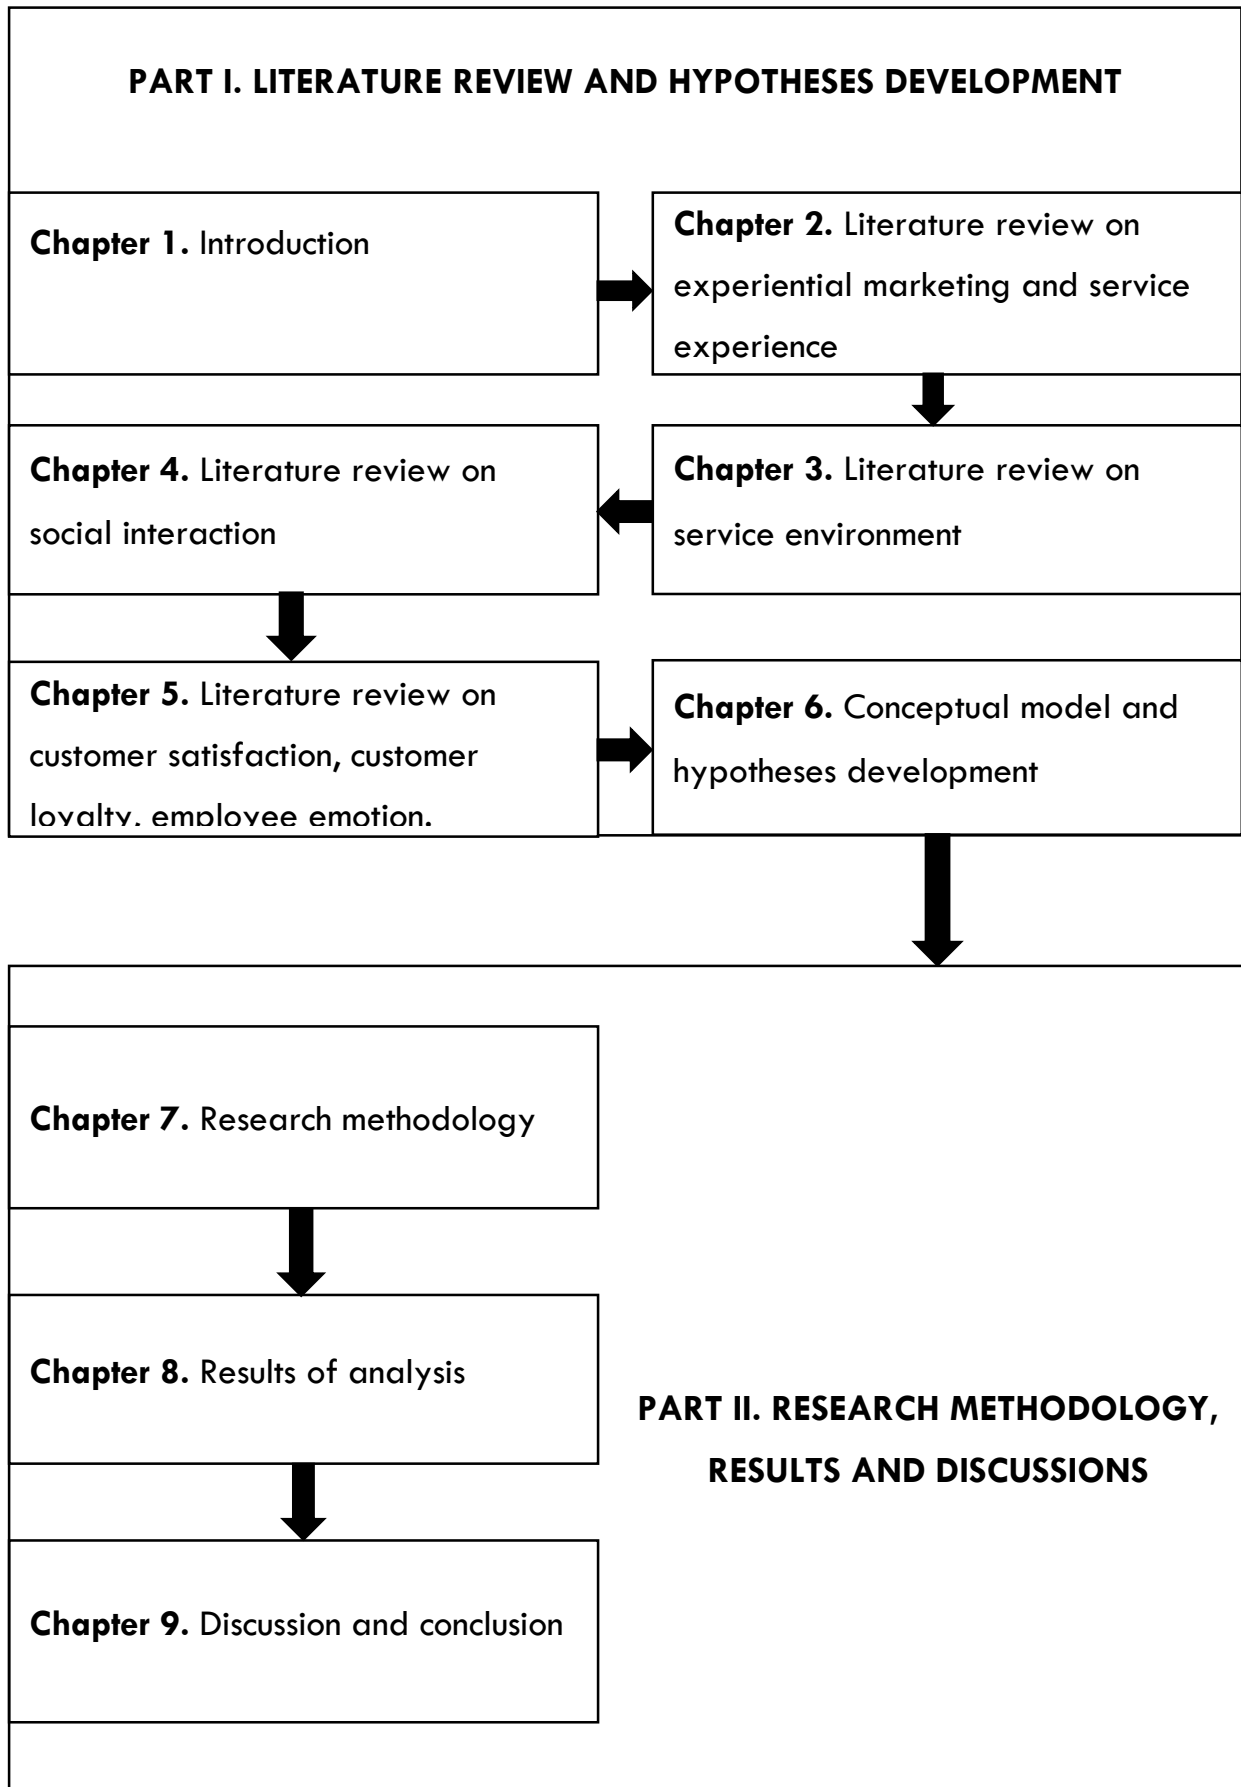 PART I. LITERATURE REVIEW AND HYPOTHESES DEVELOPMENT
Chapter 1. Introduction
Chapter 2. Literature review on
experiential marketing and service
experience
Chapter 3. Literature review on
service environment
Chapter 4. Literature review on
social interaction
Chapter 5. Literature review on
customer satisfaction, customer
loyalty, employee emotion,
Chapter 6. Conceptual model and
hypotheses development
Chapter 7. Research methodology
Chapter 8. Results of analysis
PART II. RESEARCH METHODOLOGY,
RESULTS AND DISCUSSIONS
Chapter 9. Discussion and conclusion